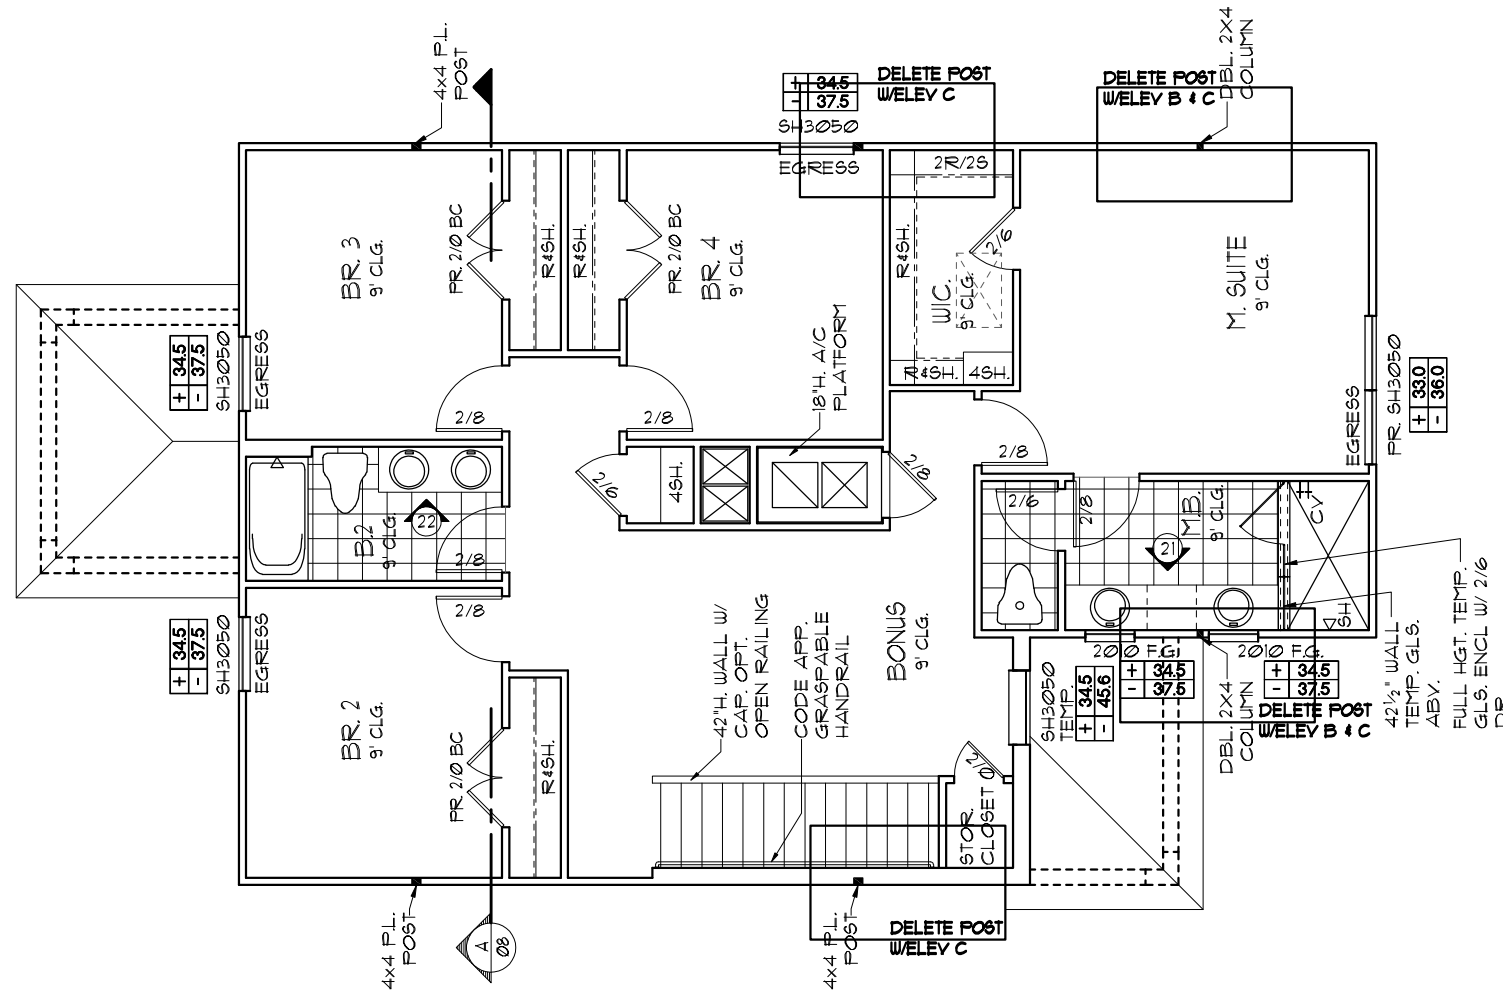 4x4 P.L.
POST
+ 34.5
- 37.5
SH3050
EGRESS
DELETE POST
W/ELEV C
DELETE POST
W/ELEV B & C
DBL. 2X4
COLUMN
BR. 3
9' CLG.
PR. 2/0 BC
R&SH.
R&SH.
PR. 2/0 BC
BR. 4
9' CLG.
2R/2S
R&SH.
2/6
WIC.
9' CLG.
R&SH.
4SH.
M. SUITE
9' CLG.
+ 34.5
- 37.5
SH3050
EGRESS
2/8
2/8
18"H. A/C
PLATFORM
EGRESS
PR. SH3050
+ 33.0
- 36.0
2/6
4SH.
2/8
2/8
B.2
9' CLG.
22
2/8
2/6
2/8
M.B.
9' CLG.
21
CV
SH
+ 34.5
- 37.5
SH3050
EGRESS
2/8
BR. 2
9' CLG.
PR. 2/0 BC
R&SH.
42"H. WALL W/
CAP. OPT.
OPEN RAILING
CODE APP.
GRASPABLE
HANDRAIL
BONUS
9' CLG.
SH3050
TEMP.
+ 34.5
- 45.6
2010 F.G.
+ 34.5
- 37.5
2010 F.G.
+ 34.5
- 37.5
DBL. 2X4
COLUMN
DELETE POST
W/ELEV B & C
42½" WALL
TEMP. GLS.
ABV.
FULL HGT. TEMP.
GLS. ENCL W/ 2/6
2/0
STOR.
CLOSET
4x4 P.L.
POST
A
08
4x4 P.L.
POST
DELETE POST
W/ELEV C